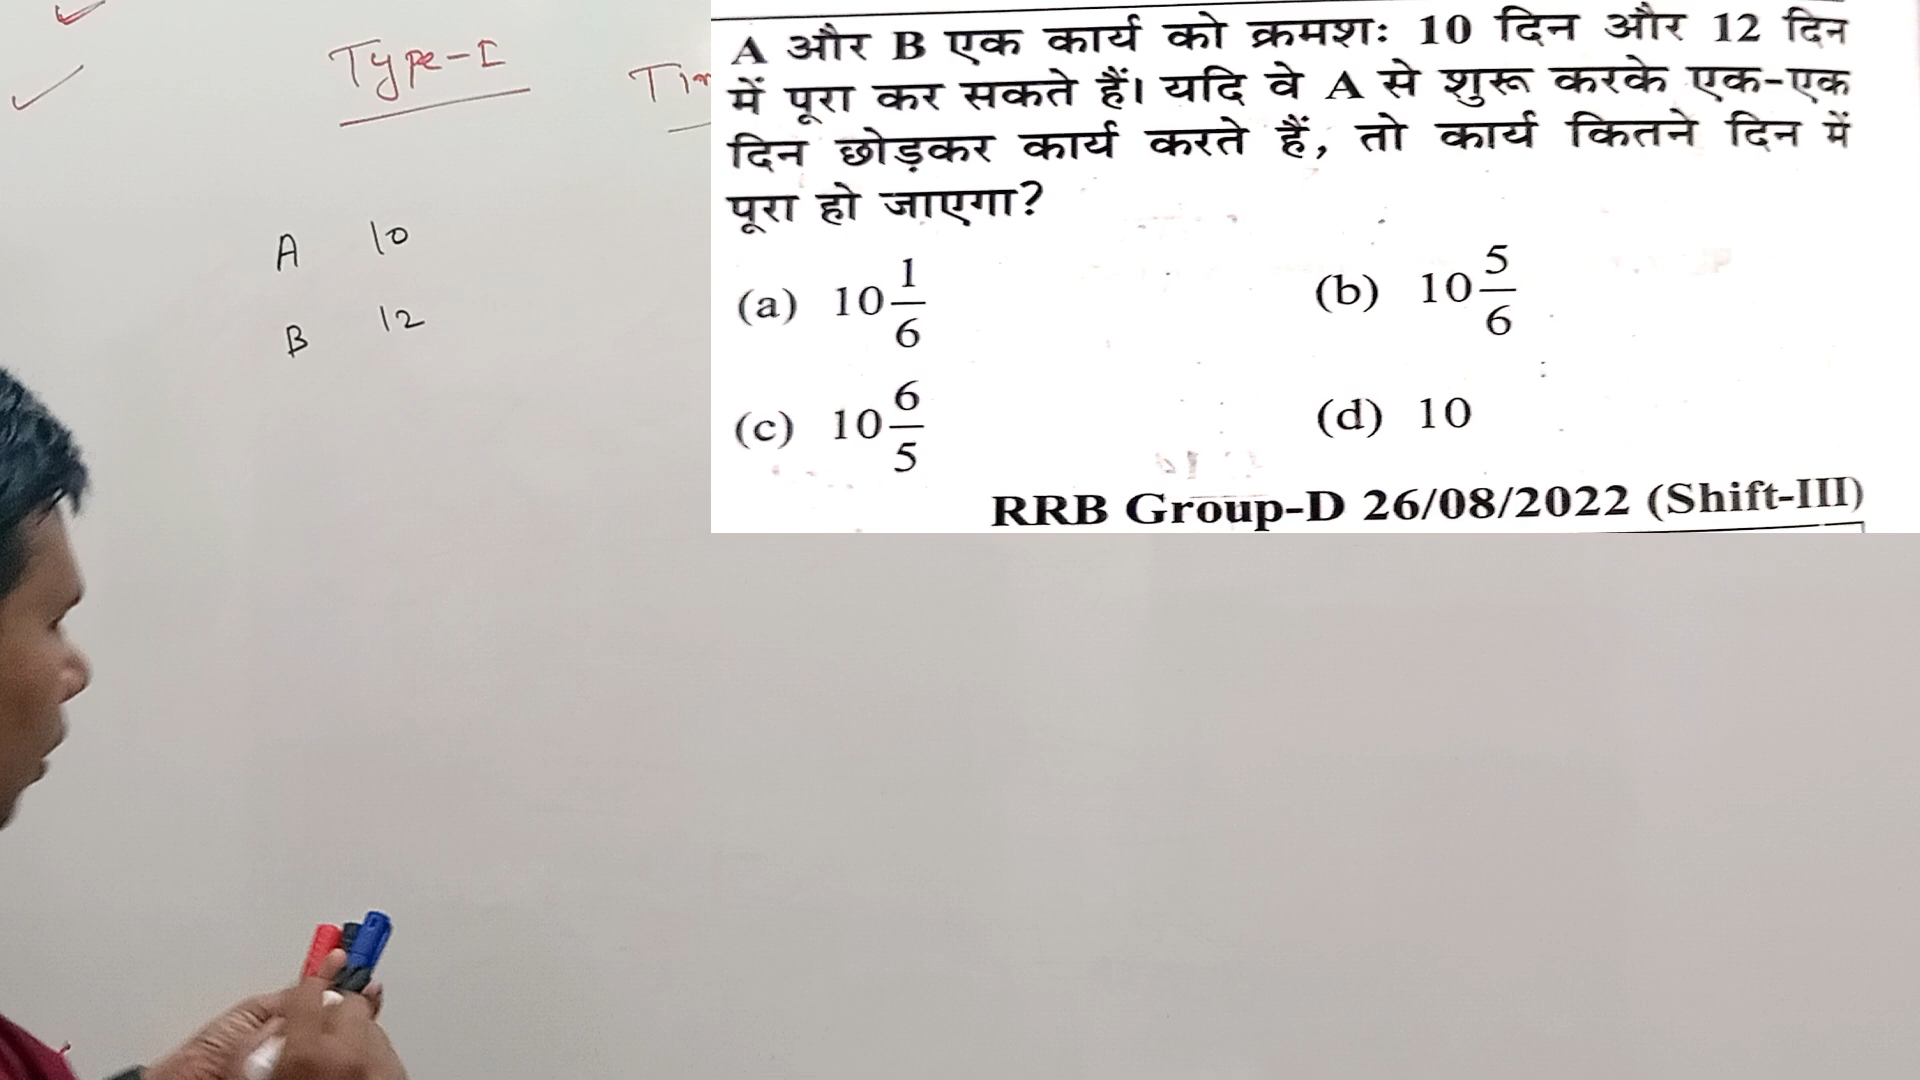 Type-I
A 10
B 12
A और B एक कार्य को क्रमशः 10 दिन और 12 दिन
में पूरा कर सकते हैं। यदि वे A से शुरू करके एक-एक
दिन छोड़कर कार्य करते हैं, तो कार्य कितने दिन में
पूरा हो जाएगा?
(a) 10 1/6 (b) 10 5/6
(c) 10 6/5 (d) 10
RRB Group-D 26/08/2022 (Shift-III)